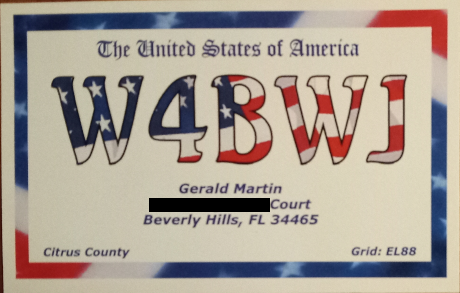 The United States of America
W4BWJ
Gerald Martin
Court
Beverly Hills, FL 34465
Citrus County
Grid: EL88